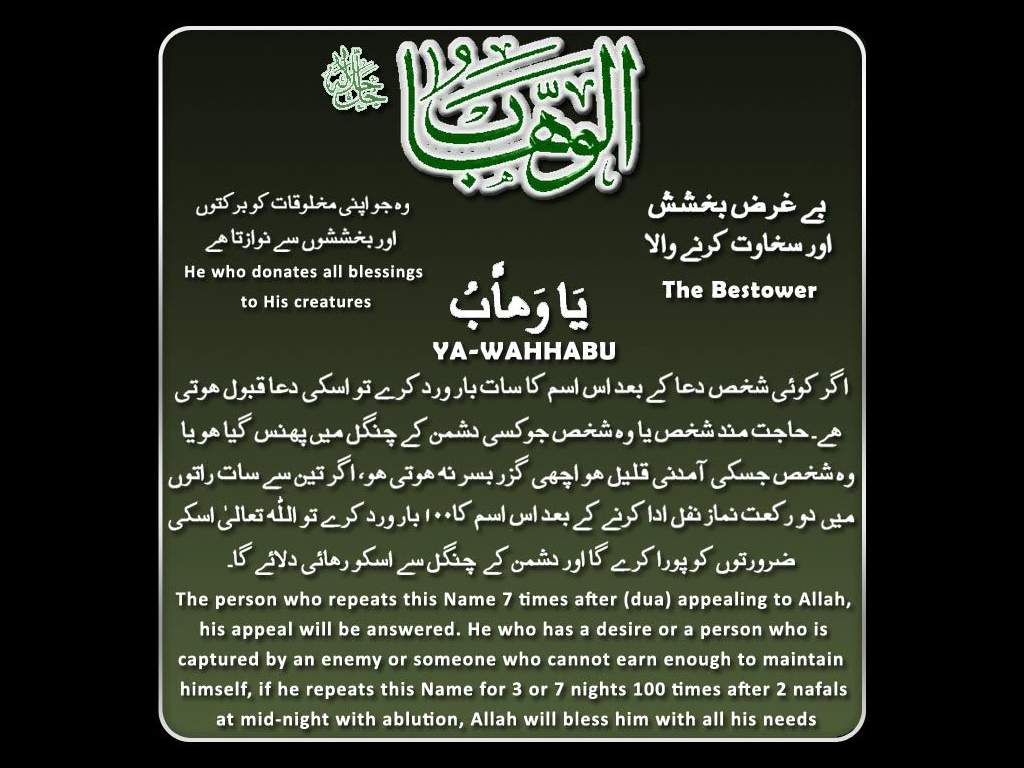 الوهاب
جل جلاله
بے غرض بخشش
اور سخاوت کرنے والا
The Bestower
وہ جو اپنی مخلوقات کو برکتوں
اور بخششوں سے نوازتا ھے
He who donates all blessings
to His creatures
یَا وَھاَّبُ
YA-WAHHABU
اگر کوئی شخص دعا کے بعد اس اسم کا سات بار ورد کرے تو اسکی دعا قبول ھوتی
ھے۔ حاجت مند شخص یا وہ شخص جو کسی دشمن کے چنگل میں پھنس گیا ھو یا
وہ شخص جسکی آمدنی قلیل ھو اچھی گزر بسر نہ ھوتی ھو، اگر تین سے سات راتوں
میں دو رکعت نماز نفل ادا کرنے کے بعد اس اسم کا ۱۰۰ بار ورد کرے تو اللّٰہ تعالیٰ اسکی
ضرورتوں کو پورا کرے گا اور دشمن کے چنگل سے اسکو رھائی دلائے گا۔
The person who repeats this Name 7 times after (dua) appealing to Allah,
his appeal will be answered. He who has a desire or a person who is
captured by an enemy or someone who cannot earn enough to maintain
himself, if he repeats this Name for 3 or 7 nights 100 times after 2 nafals
at mid-night with ablution, Allah will bless him with all his needs